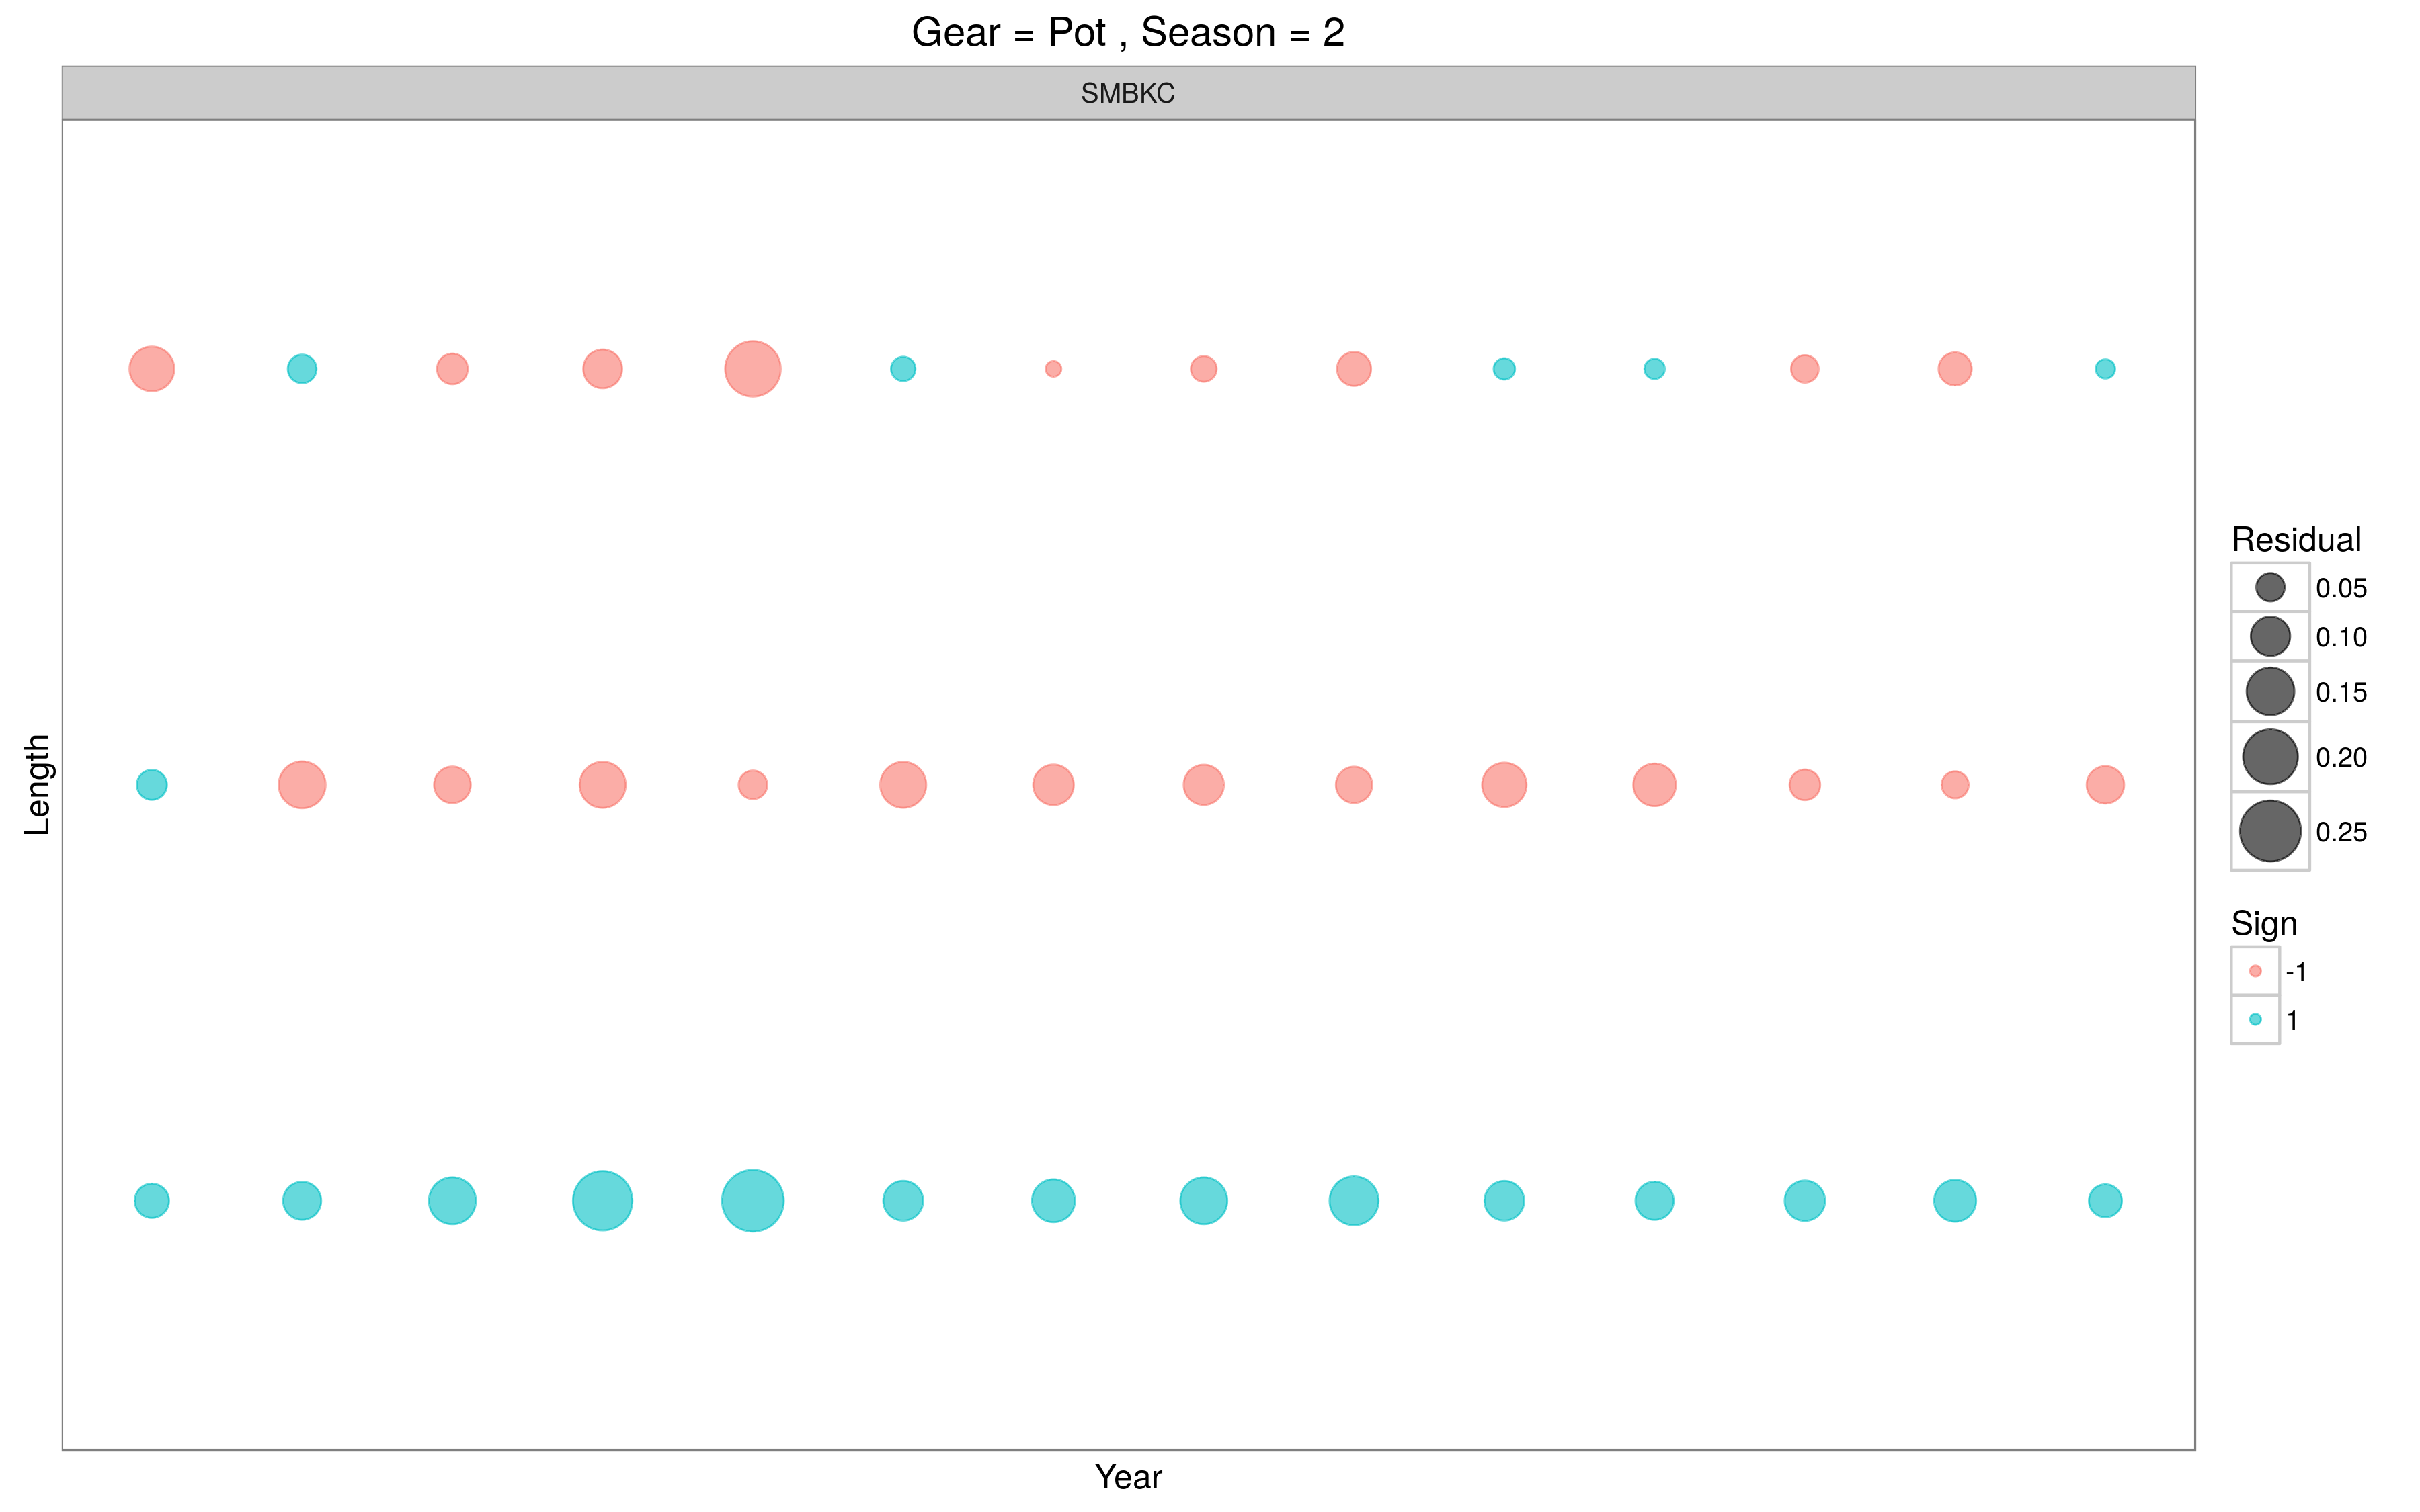 Gear = Pot , Season = 2
SMBKC
Length
Year
Residual
0.05
0.10
0.15
0.20
0.25
Sign
-1
1